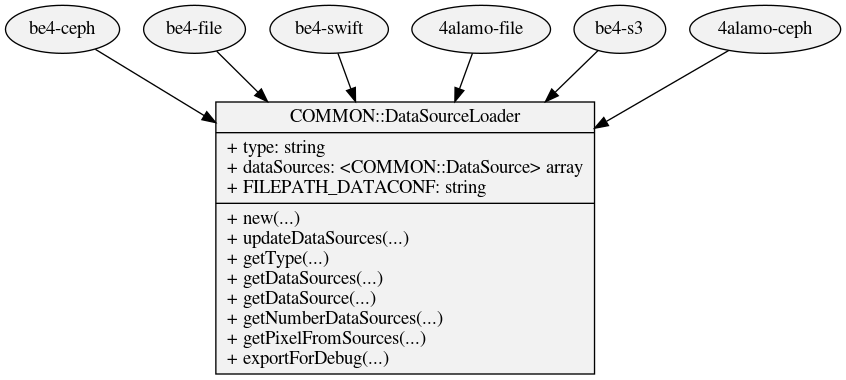 be4-ceph
be4-file
be4-swift
4alamo-file
be4-s3
4alamo-ceph
COMMON::DataSourceLoader
+ type: string
+ dataSources: <COMMON::DataSource> array
+ FILEPATH_DATACONF: string
+ new(...)
+ updateDataSources(...)
+ getType(...)
+ getDataSources(...)
+ getDataSource(...)
+ getNumberDataSources(...)
+ getPixelFromSources(...)
+ exportForDebug(...)